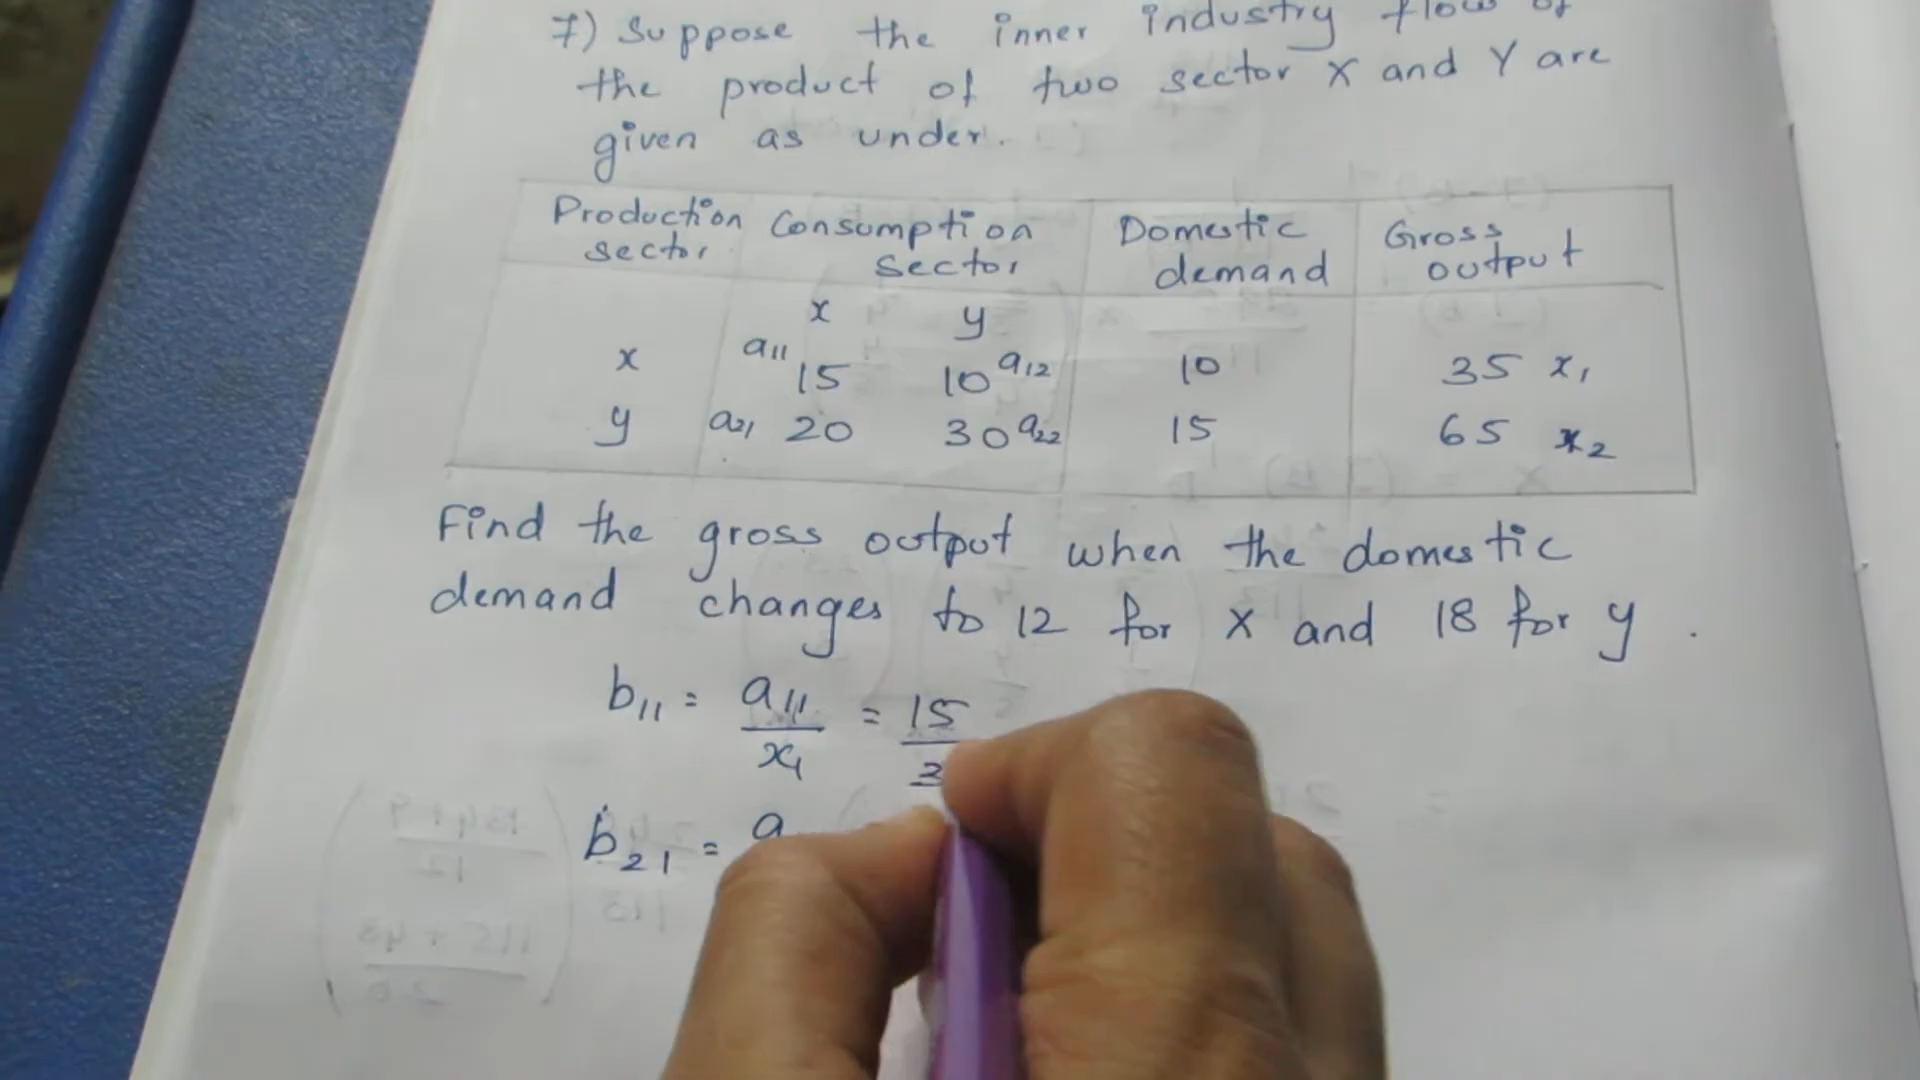 7) Suppose the inner industry flow of
the product of two sector X and Y are
given as under.
Production Consumption Domestic Gross
sector sector demand output
x y
x a11 15 10 a12 10 35 x1
y a21 20 30 a22 15 65 x2
Find the gross output when the domestic
demand changes to 12 for X and 18 for y.
b11 = a11 / x1 = 15 / 3
b21 = a